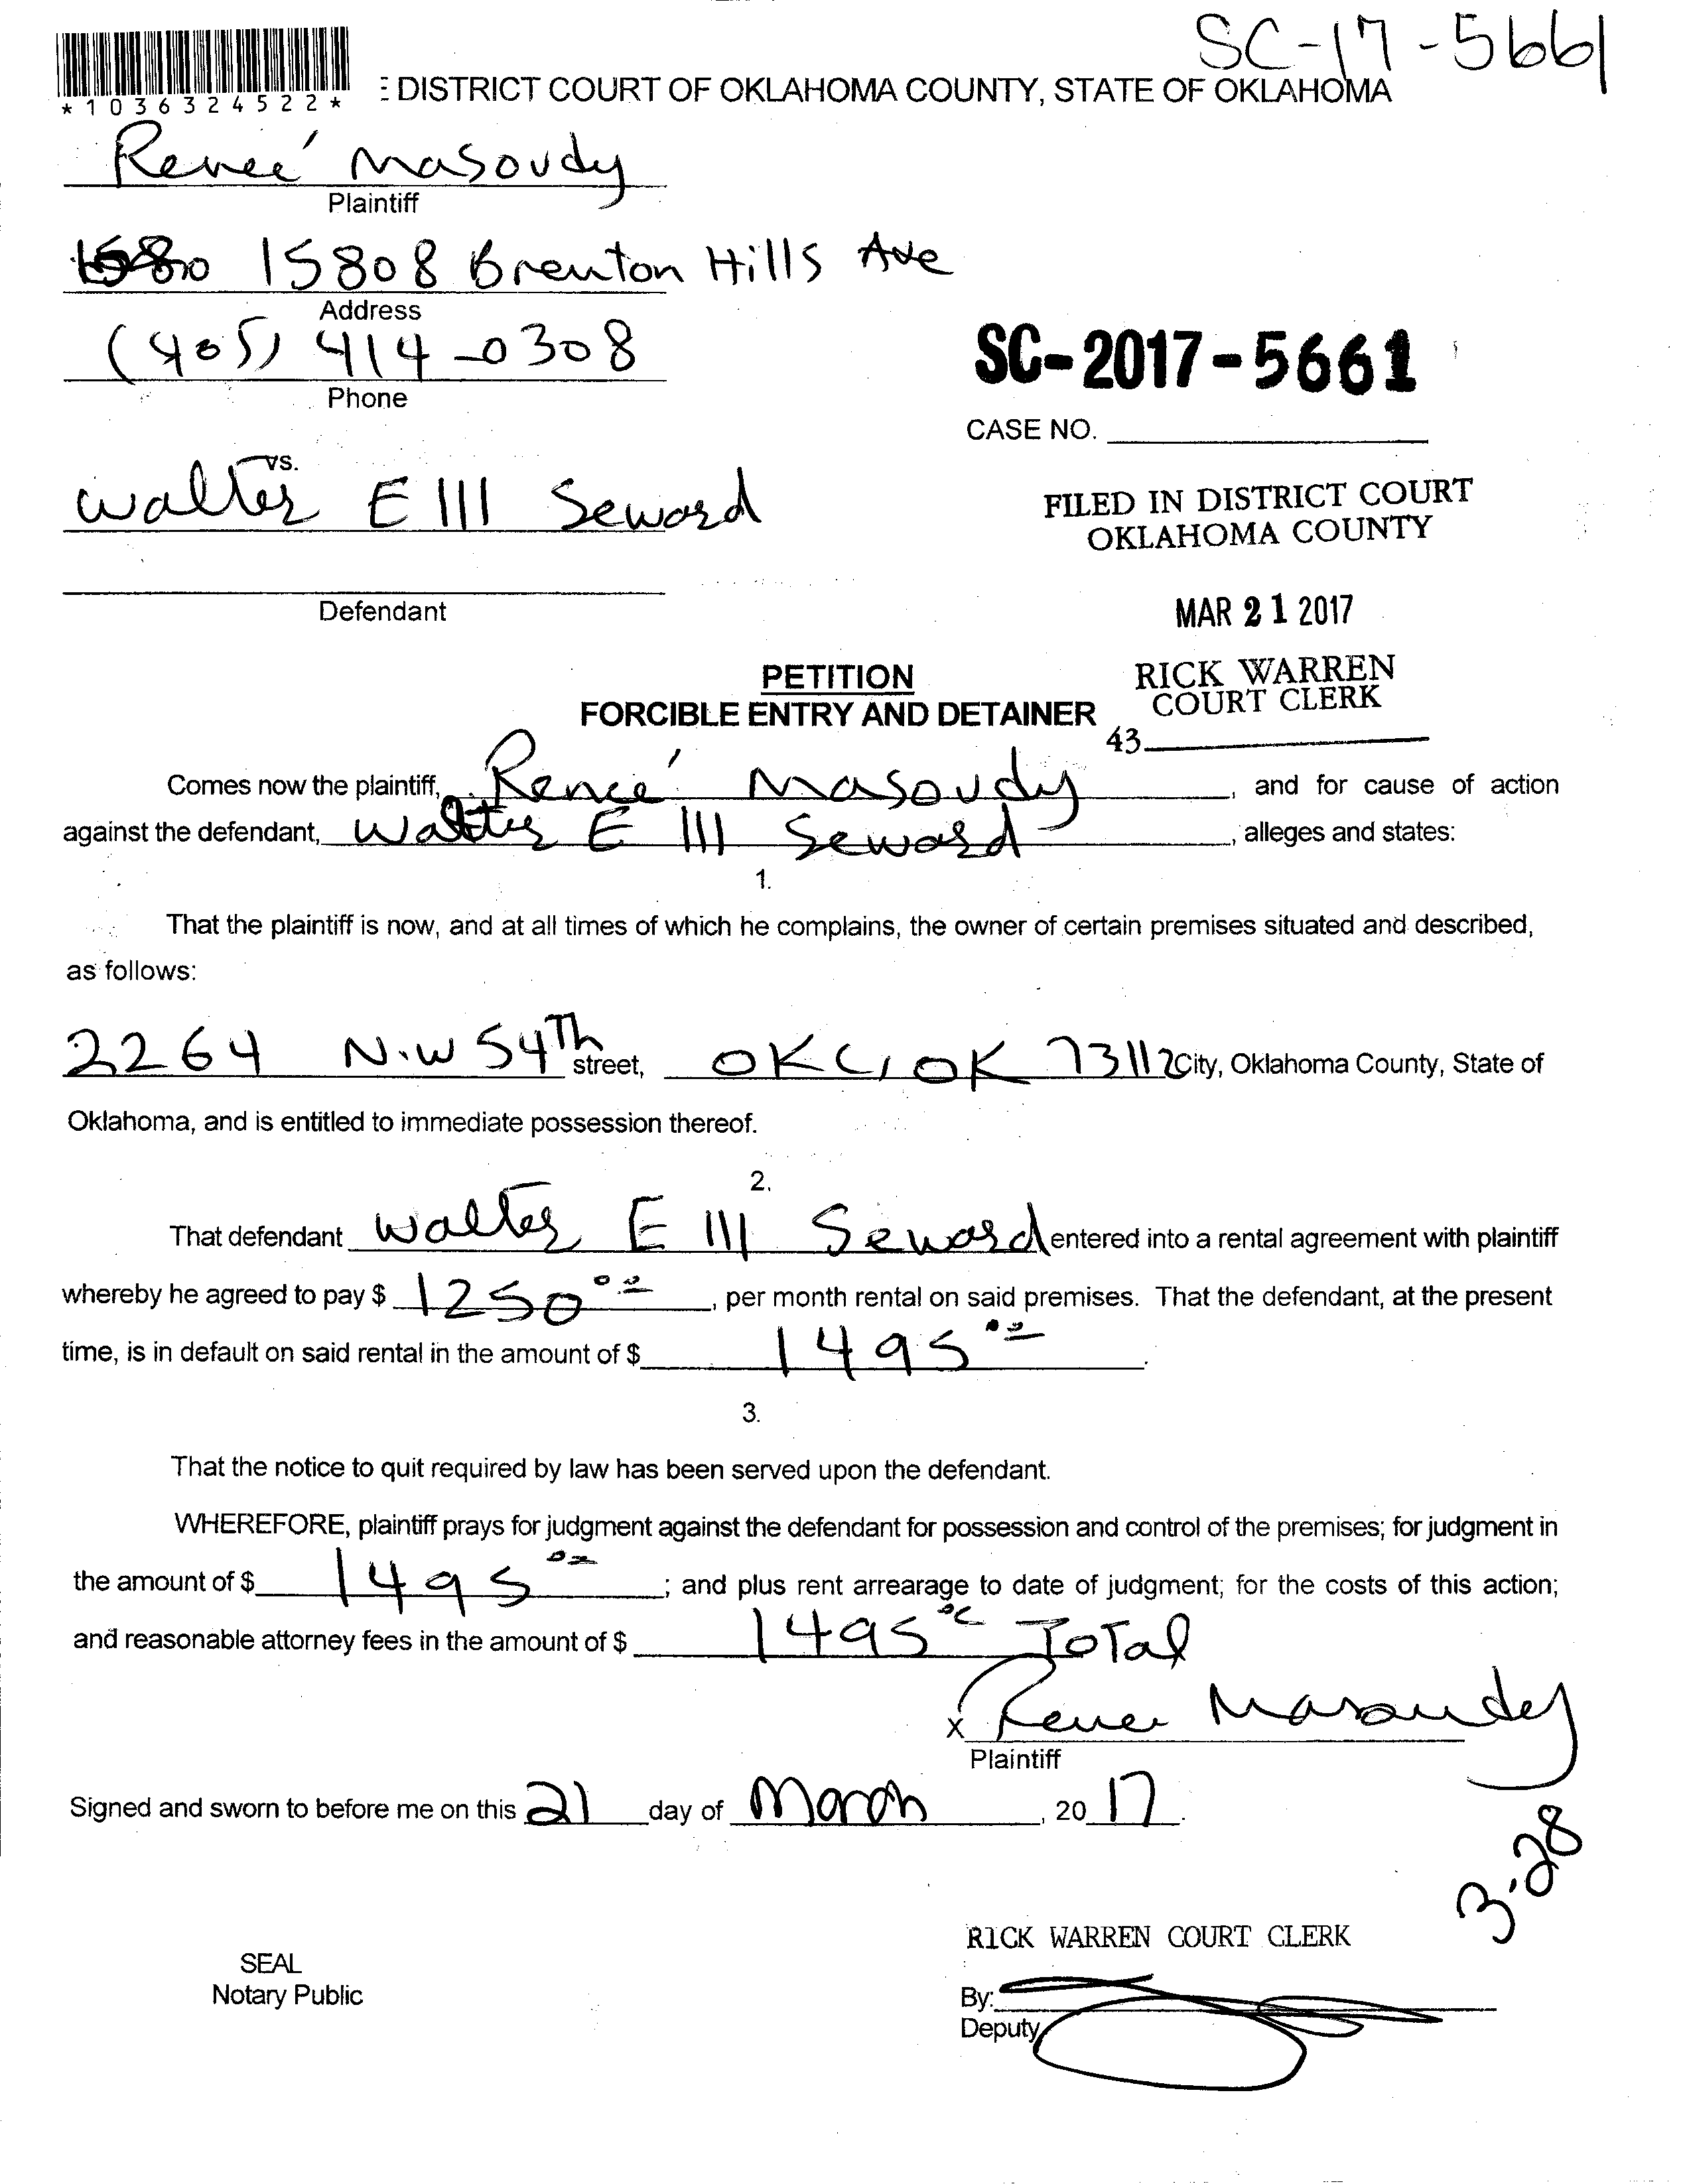 SC-17-5661
*1036324522*
: DISTRICT COURT OF OKLAHOMA COUNTY, STATE OF OKLAHOMA
Reneé Masoudy
Plaintiff
15808 Brenton Hills Ave
Address
(405) 414-0308
Phone
SC-2017-5661
CASE NO.
vs.
Walter E III Seward
FILED IN DISTRICT COURT
OKLAHOMA COUNTY
Defendant
MAR 21 2017
PETITION
RICK WARREN
COURT CLERK
FORCIBLE ENTRY AND DETAINER
43
Comes now the plaintiff, Reneé Masoudy, and for cause of action
against the defendant, Walter E III Seward, alleges and states:
1.
That the plaintiff is now, and at all times of which he complains, the owner of certain premises situated and described,
as follows:
2264 N.W 54Th street, OKC, OK 73112 City, Oklahoma County, State of
Oklahoma, and is entitled to immediate possession thereof.
2.
That defendant Walter E III Seward entered into a rental agreement with plaintiff
whereby he agreed to pay $ 1250 00, per month rental on said premises. That the defendant, at the present
time, is in default on said rental in the amount of $ 1495 00.
3.
That the notice to quit required by law has been served upon the defendant.
WHEREFORE, plaintiff prays for judgment against the defendant for possession and control of the premises; for judgment in
the amount of $ 1495 00; and plus rent arrearage to date of judgment; for the costs of this action;
and reasonable attorney fees in the amount of $ 1495 00 ToTal
x Renee Masoudy
Plaintiff
Signed and sworn to before me on this 21 day of March, 2017.
3-28
RICK WARREN COURT CLERK
SEAL
Notary Public
By:
Deputy